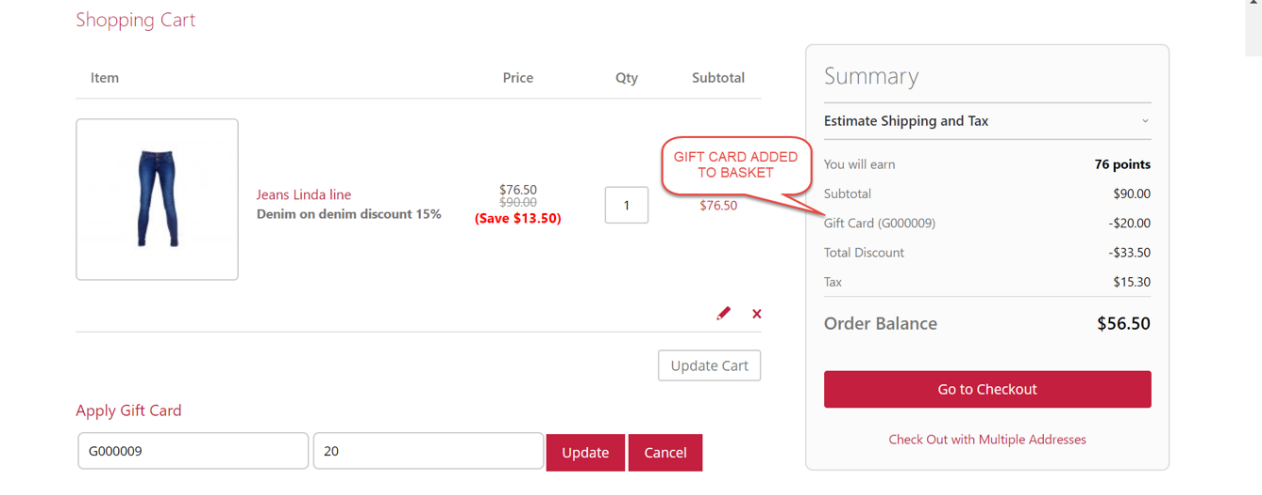 Shopping Cart
Item Price Qty Subtotal
Jeans Linda line
Denim on denim discount 15%
$76.50
$90.00
(Save $13.50)
1
$76.50
Update Cart
Apply Gift Card
G000009 20 Update Cancel
GIFT CARD ADDED
TO BASKET
Summary
Estimate Shipping and Tax
You will earn 76 points
Subtotal $90.00
Gift Card (G000009) -$20.00
Total Discount -$33.50
Tax $15.30
Order Balance $56.50
Go to Checkout
Check Out with Multiple Addresses